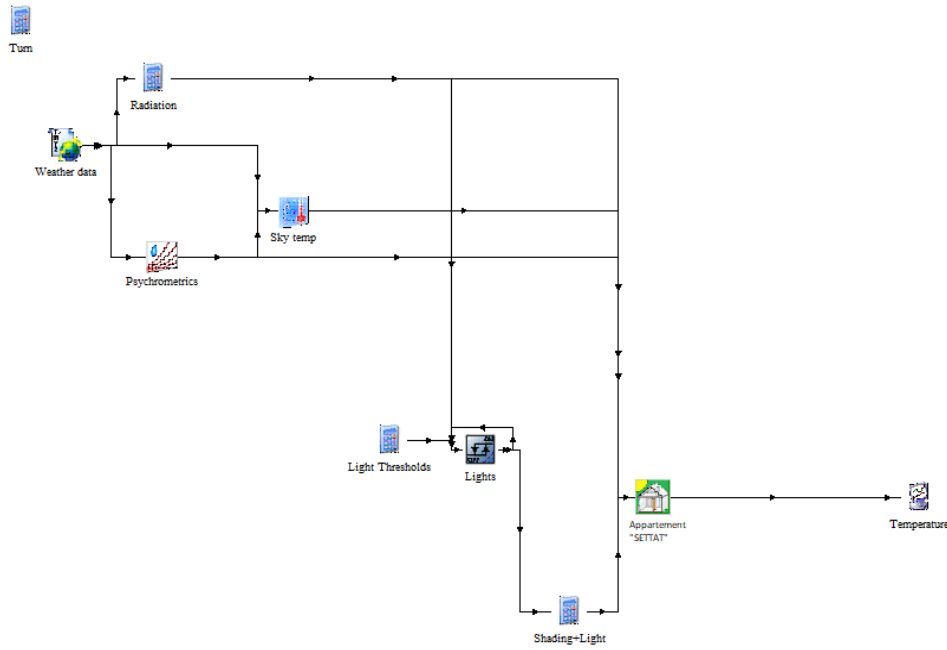 Turn
Radiation
Weather data
Sky temp
Psychrometrics
Light Thresholds
Lights
Appartement
"SETTAT"
Temperature
Shading+Light